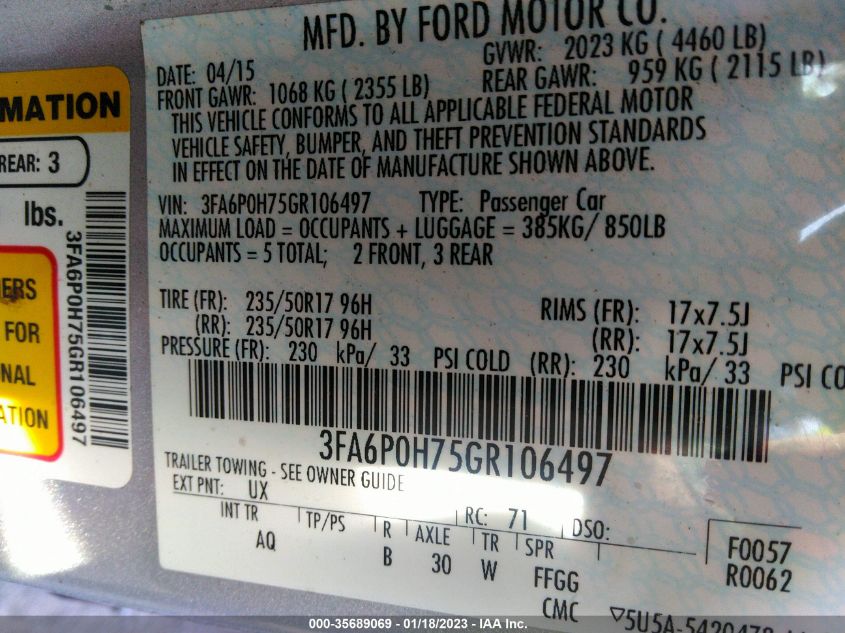 MFD. BY FORD MOTOR CO.
DATE: 04/15 GVWR: 2023 KG ( 4460 LB)
FRONT GAWR: 1068 KG ( 2355 LB) REAR GAWR: 959 KG ( 2115 LB)
THIS VEHICLE CONFORMS TO ALL APPLICABLE FEDERAL MOTOR
VEHICLE SAFETY, BUMPER, AND THEFT PREVENTION STANDARDS
IN EFFECT ON THE DATE OF MANUFACTURE SHOWN ABOVE.
VIN: 3FA6P0H75GR106497 TYPE: Passenger Car
MAXIMUM LOAD = OCCUPANTS + LUGGAGE = 385KG/ 850LB
OCCUPANTS = 5 TOTAL; 2 FRONT, 3 REAR
TIRE (FR): 235/50R17 96H RIMS (FR): 17x7.5J
(RR): 235/50R17 96H (RR): 17x7.5J
PRESSURE (FR): 230 kPa/ 33 PSI COLD (RR): 230 kPa/ 33 PSI CO
3FA6P0H75GR106497
TRAILER TOWING - SEE OWNER GUIDE
EXT PNT: UX RC: 71 DSO:
INT TR TP/PS R AXLE TR SPR F0057
AQ B 30 W FFGG R0062
CMC ▽5U5A-5420472
MATION
REAR: 3
lbs.
3FA6P0H75GR106497
ERS
FOR
NAL
ATION
000-35689069 - 01/18/2023 - IAA Inc.